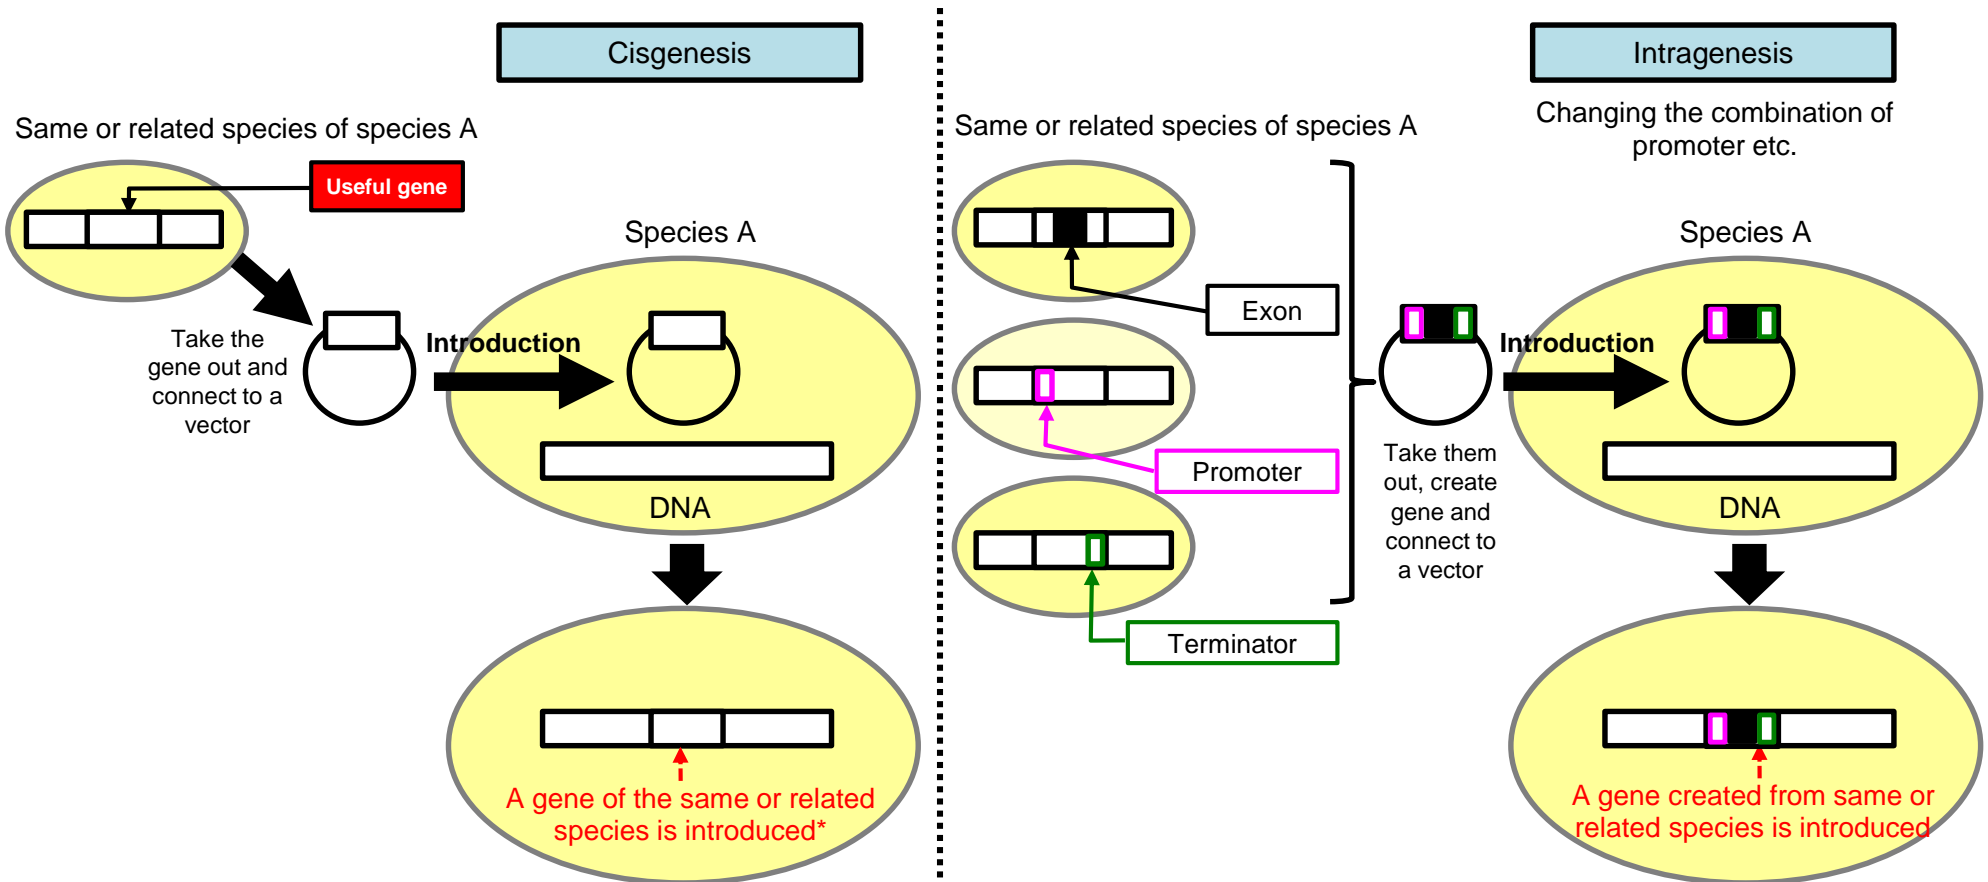 Cisgenesis
Same or related species of species A
Useful gene
Species A
Take the
gene out and
connect to a
vector
Introduction
DNA
A gene of the same or related
species is introduced*
Intragenesis
Changing the combination of
promoter etc.
Same or related species of species A
Exon
Promoter
Terminator
Species A
Introduction
Take them
out, create
gene and
connect to
a vector
DNA
A gene created from same or
related species is introduced